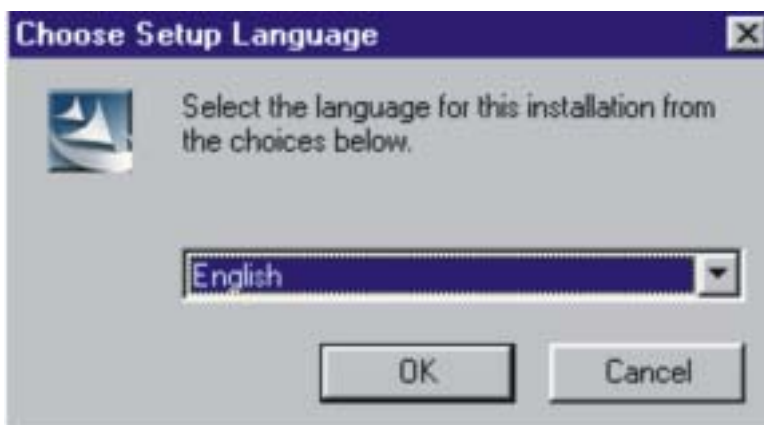 Choose Setup Language
Select the language for this installation from
the choices below.
English
OK
Cancel